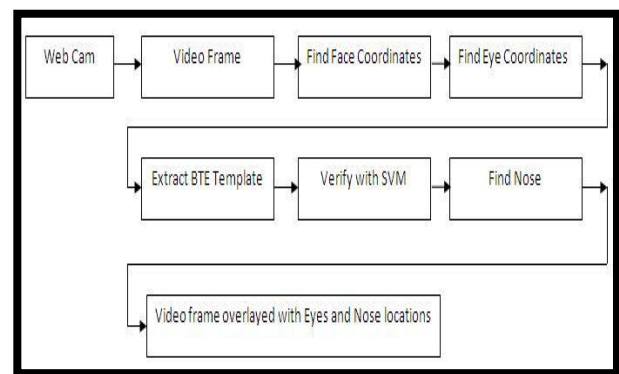 Web Cam
Video Frame
Find Face Coordinates
Find Eye Coordinates
Extract BTE Template
Verify with SVM
Find Nose
Video frame overlayed with Eyes and Nose locations